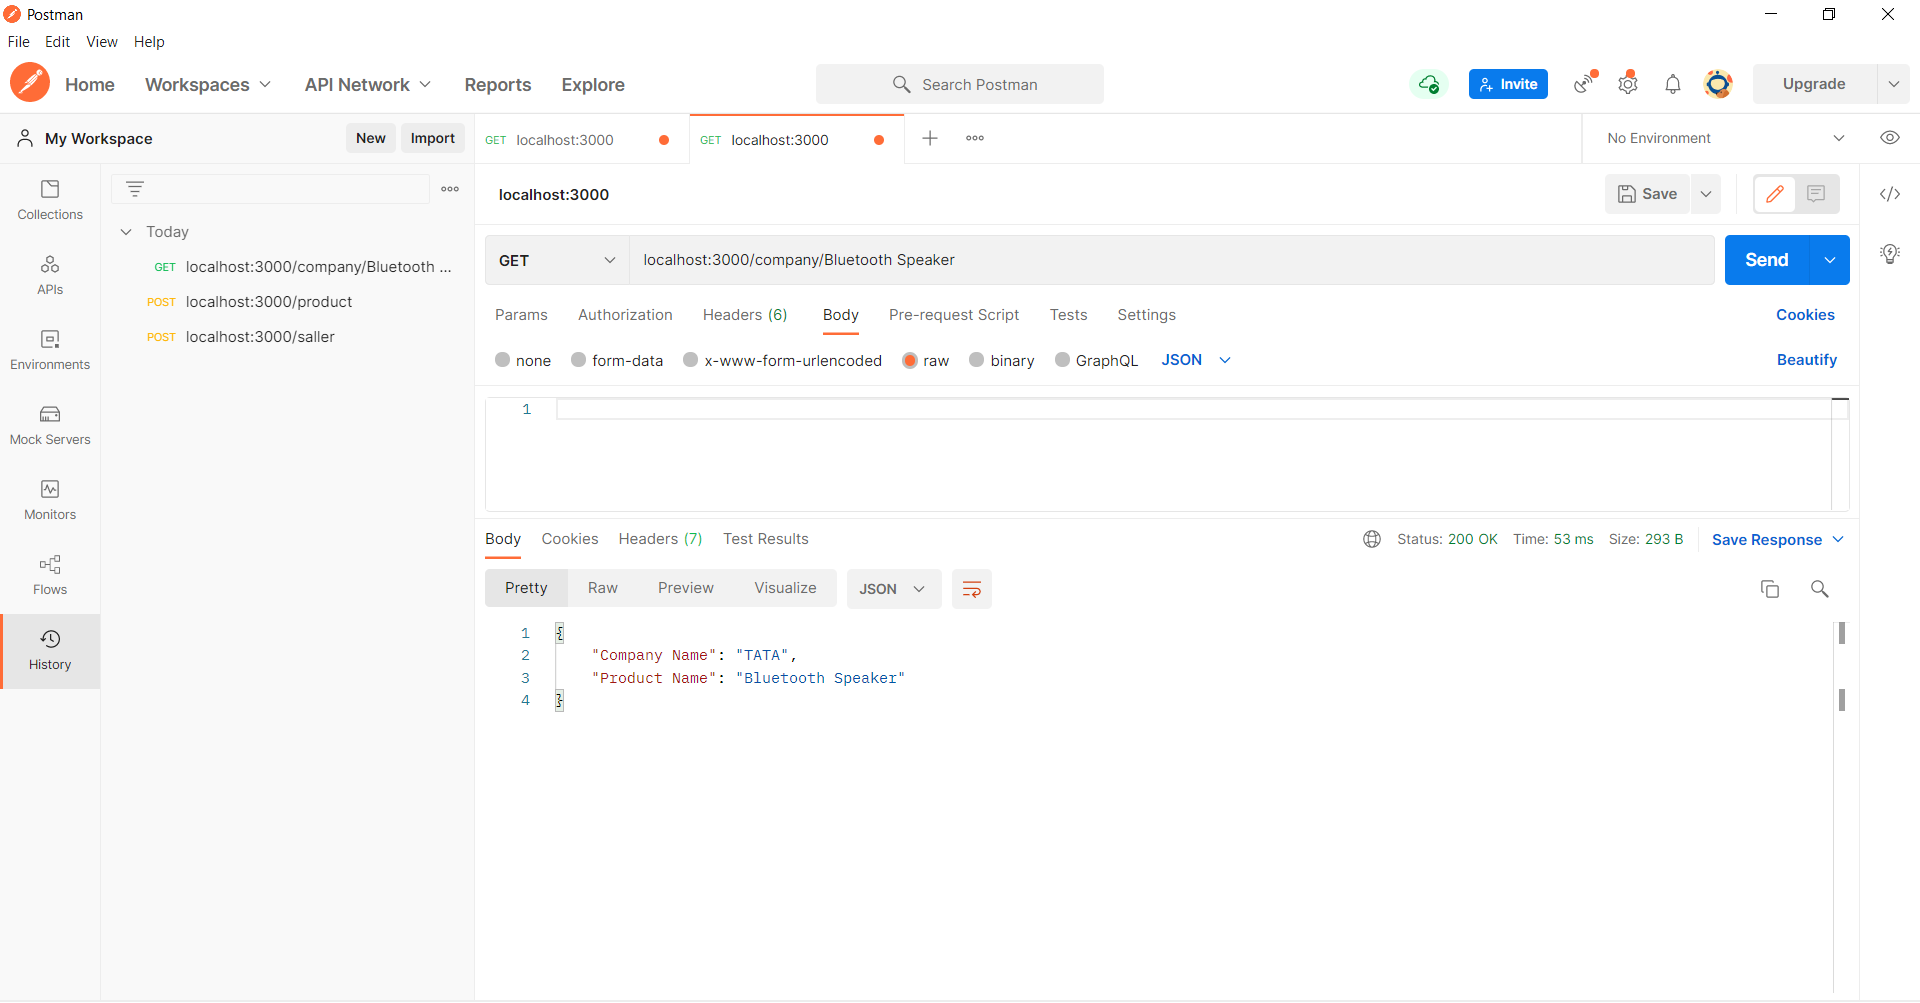 Postman
File Edit View Help
Home Workspaces API Network Reports Explore Search Postman Invite Upgrade
My Workspace New Import GET localhost:3000 GET localhost:3000 No Environment
Collections
APIs
Environments
Mock Servers
Monitors
Flows
History
Today
GET localhost:3000/company/Bluetooth ...
POST localhost:3000/product
POST localhost:3000/saller
localhost:3000 Save
GET localhost:3000/company/Bluetooth Speaker Send
Params Authorization Headers (6) Body Pre-request Script Tests Settings Cookies
none form-data x-www-form-urlencoded raw binary GraphQL JSON Beautify
1
Body Cookies Headers (7) Test Results Status: 200 OK Time: 53 ms Size: 293 B Save Response
Pretty Raw Preview Visualize JSON
1 {
2 "Company Name": "TATA",
3 "Product Name": "Bluetooth Speaker"
4 }